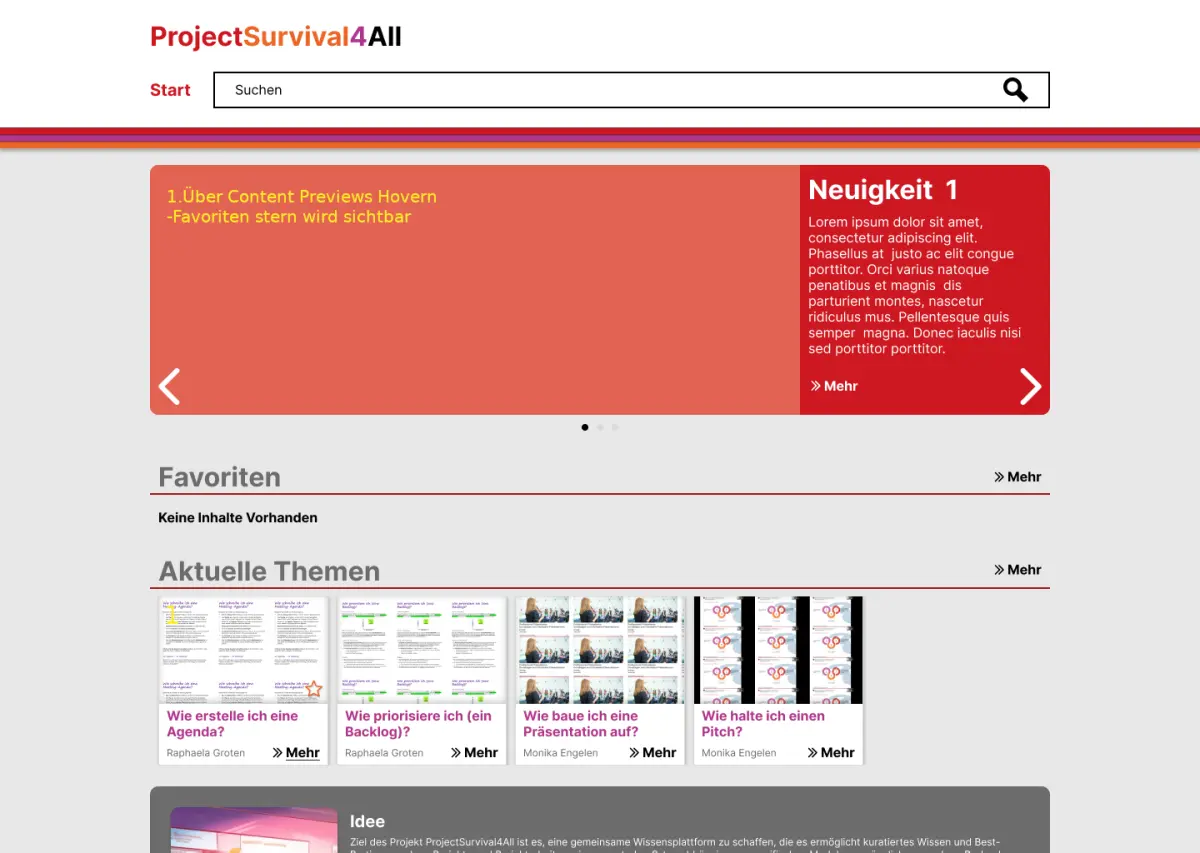 ProjectSurvival4All
Start
Suchen
1.Über Content Previews Hovern
-Favoriten stern wird sichtbar
Neuigkeit 1
Lorem ipsum dolor sit amet,
consectetur adipiscing elit.
Phasellus at justo ac elit congue
porttitor. Orci varius natoque
penatibus et magnis dis
parturient montes, nascetur
ridiculus mus. Pellentesque quis
semper magna. Donec iaculis nisi
sed porttitor porttitor.
Mehr
Favoriten
Mehr
Keine Inhalte Vorhanden
Aktuelle Themen
Mehr
1
Wie erstelle ich eine
Agenda?
Raphaela Groten
Mehr
Wie priorisiere ich (ein
Backlog)?
Raphaela Groten
Mehr
Wie baue ich eine
Präsentation auf?
Monika Engelen
Mehr
Wie halte ich einen
Pitch?
Monika Engelen
Mehr
Idee
Ziel des Projekt ProjectSurvival4All ist es, eine gemeinsame Wissensplattform zu schaffen, die es ermöglicht kuratiertes Wissen und Best-